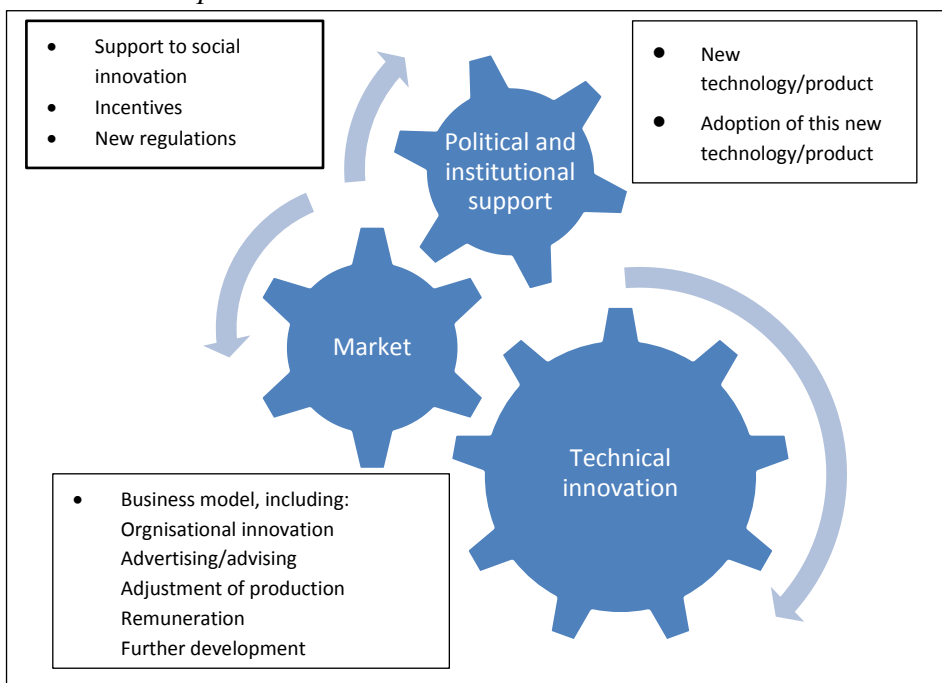 • Support to social
innovation
• Incentives
• New regulations
• New
technology/product
• Adoption of this new
technology/product
Political and
institutional
support
Market
Technical
innovation
• Business model, including:
Orgnisational innovation
Advertising/advising
Adjustment of production
Remuneration
Further development